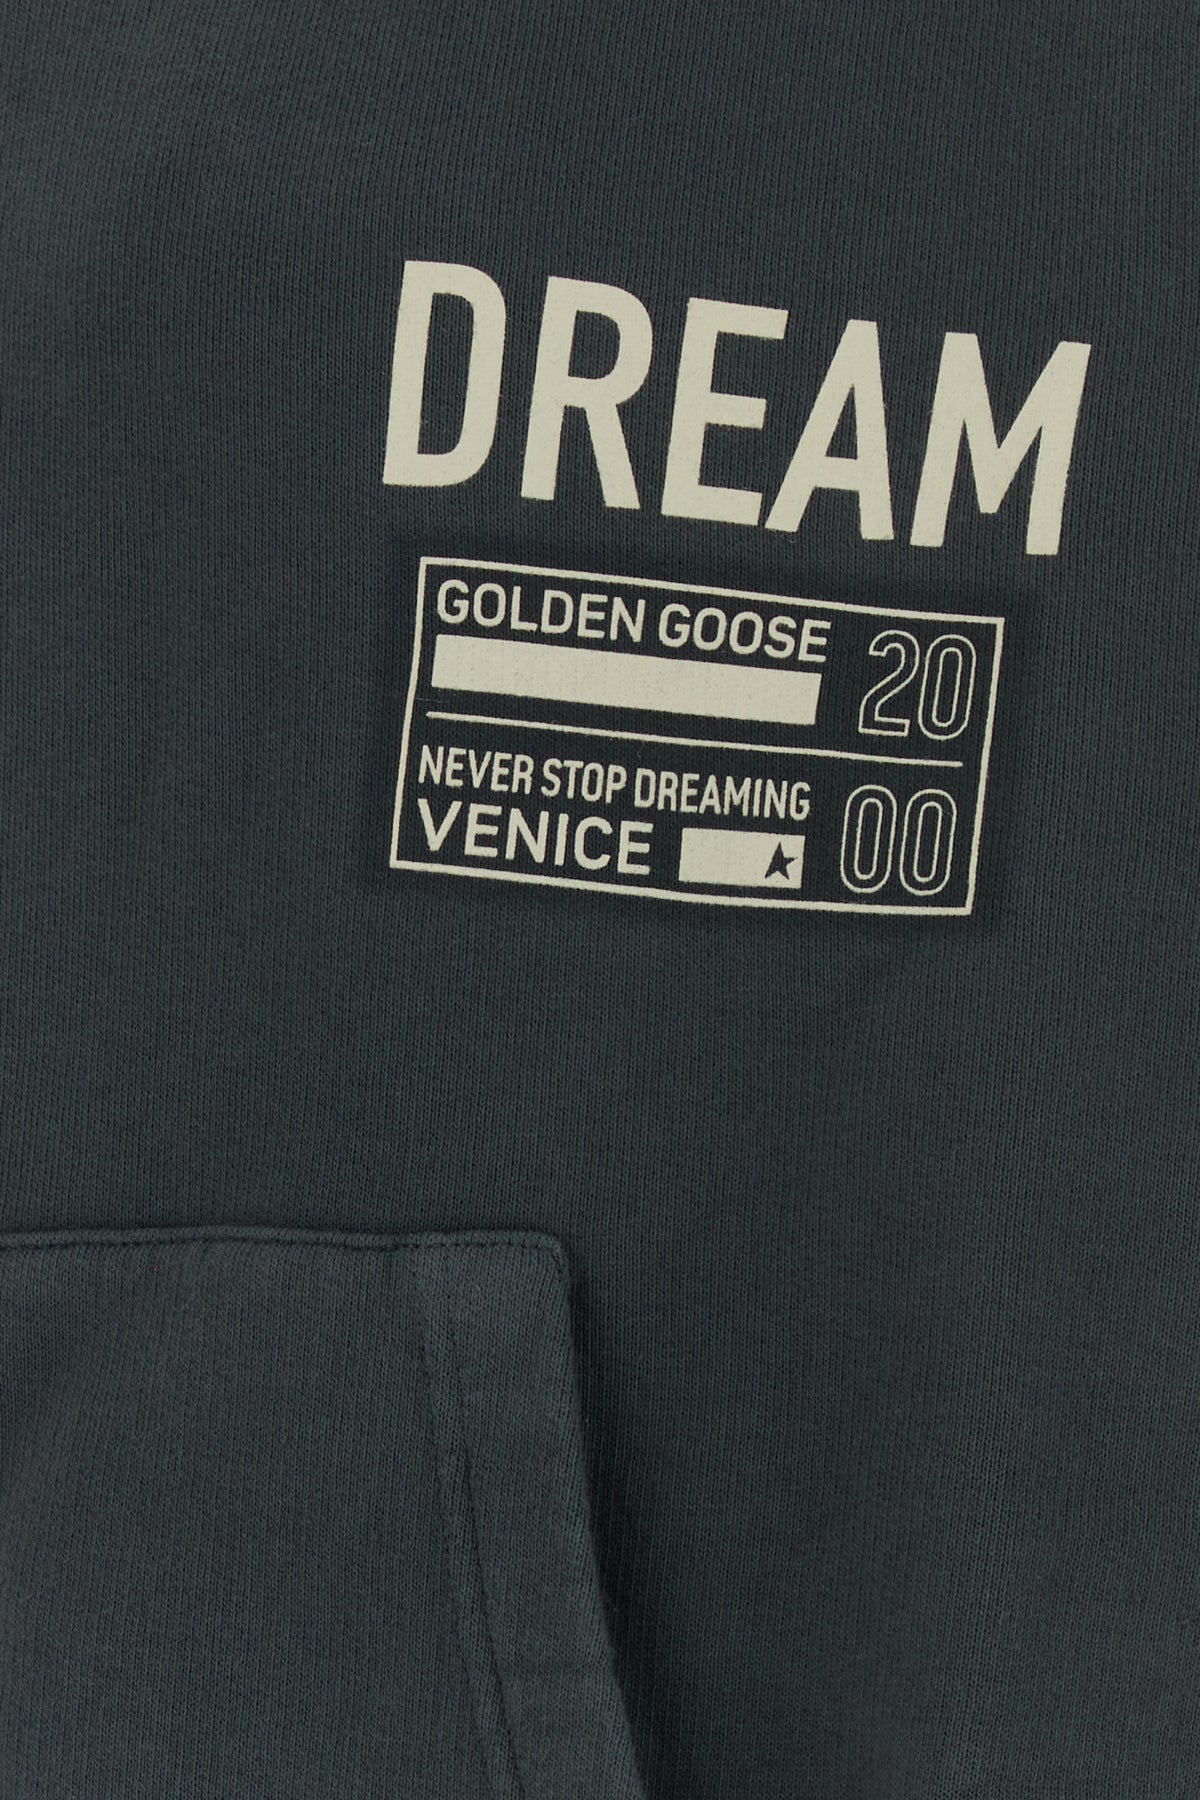 DREAM
GOLDEN GOOSE
20
NEVER STOP DREAMING
VENICE
00